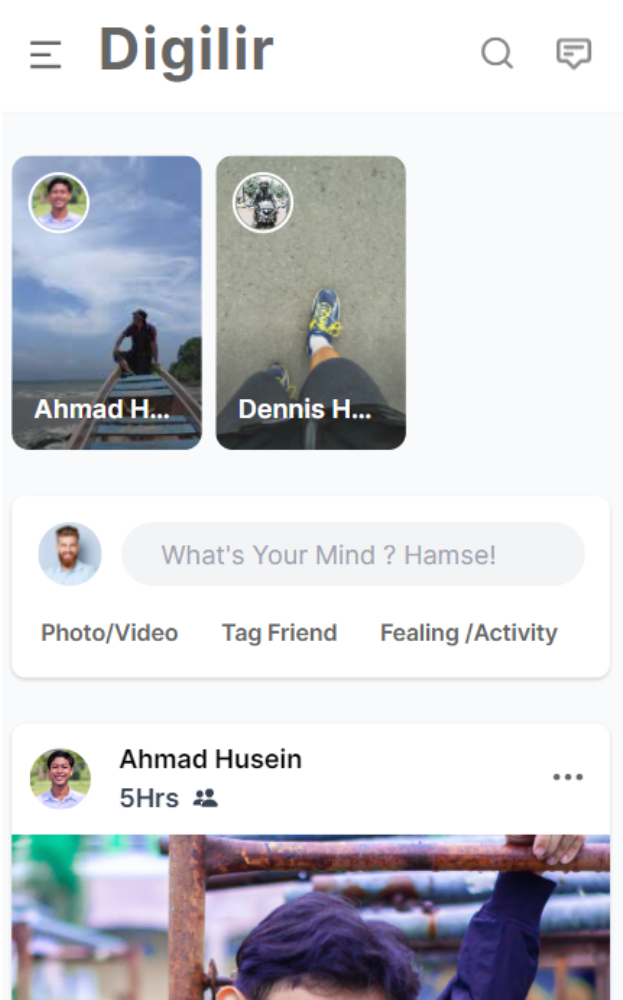 Digilir
Ahmad H...
Dennis H...
What's Your Mind ? Hamse!
Photo/Video
Tag Friend
Fealing /Activity
Ahmad Husein
5Hrs